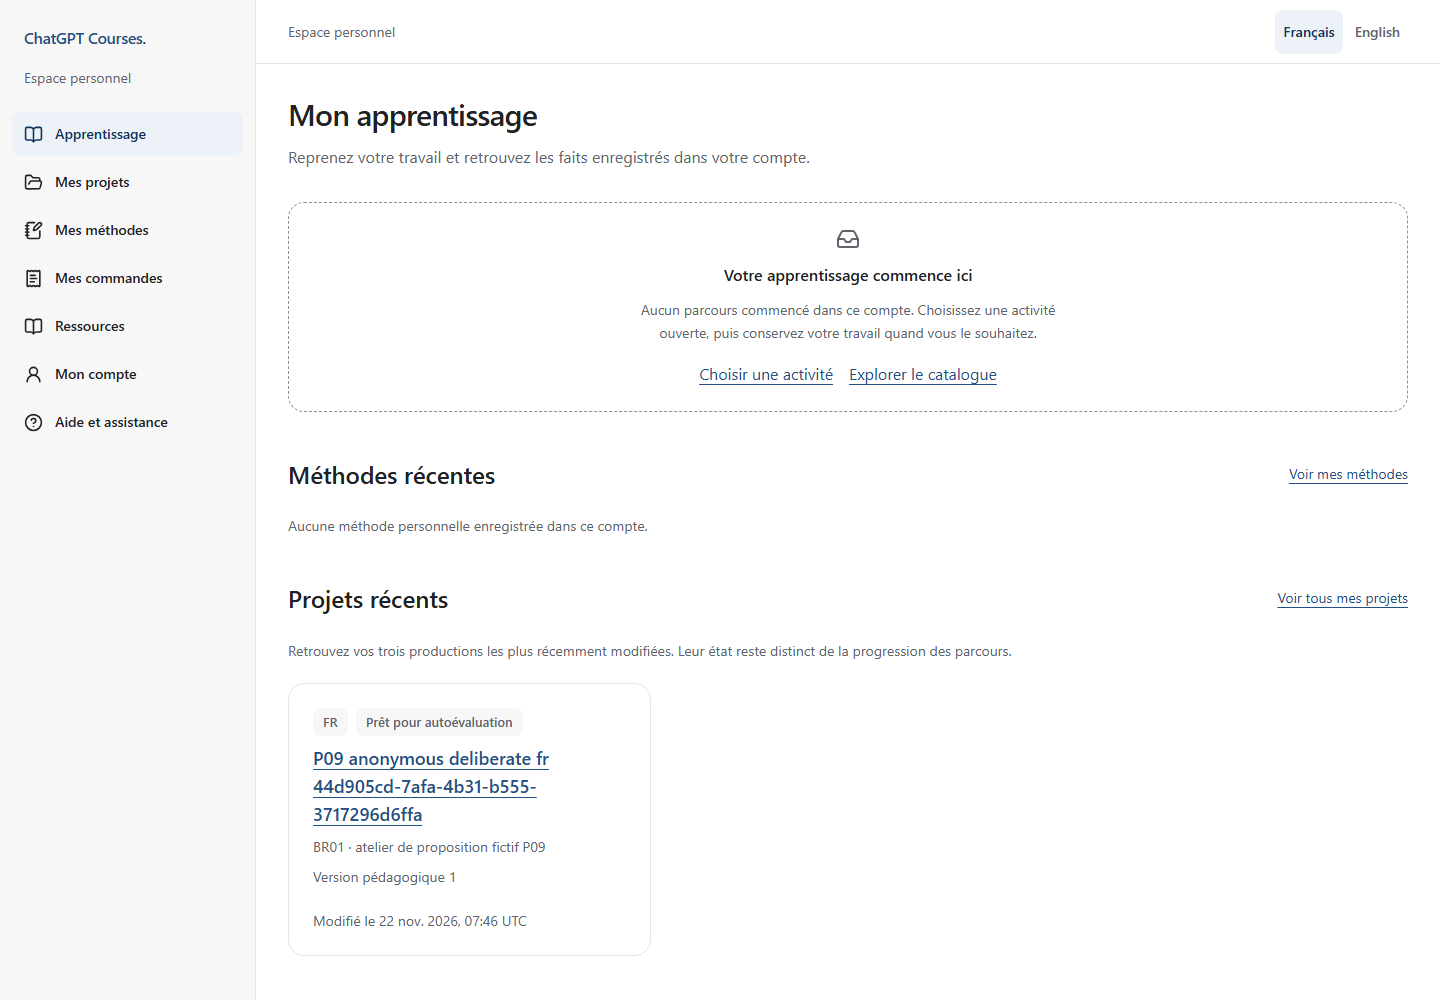 ChatGPT Courses.
Espace personnel
Apprentissage
Mes projets
Mes méthodes
Mes commandes
Ressources
Mon compte
Aide et assistance
Espace personnel
Français English
Mon apprentissage
Reprenez votre travail et retrouvez les faits enregistrés dans votre compte.
Votre apprentissage commence ici
Aucun parcours commencé dans ce compte. Choisissez une activité
ouverte, puis conservez votre travail quand vous le souhaitez.
Choisir une activité Explorer le catalogue
Méthodes récentes
Voir mes méthodes
Aucune méthode personnelle enregistrée dans ce compte.
Projets récents
Voir tous mes projets
Retrouvez vos trois productions les plus récemment modifiées. Leur état reste distinct de la progression des parcours.
FR Prêt pour autoévaluation
P09 anonymous deliberate fr
44d905cd-7afa-4b31-b555-
3717296d6ffa
BR01 · atelier de proposition fictif P09
Version pédagogique 1
Modifié le 22 nov. 2026, 07:46 UTC